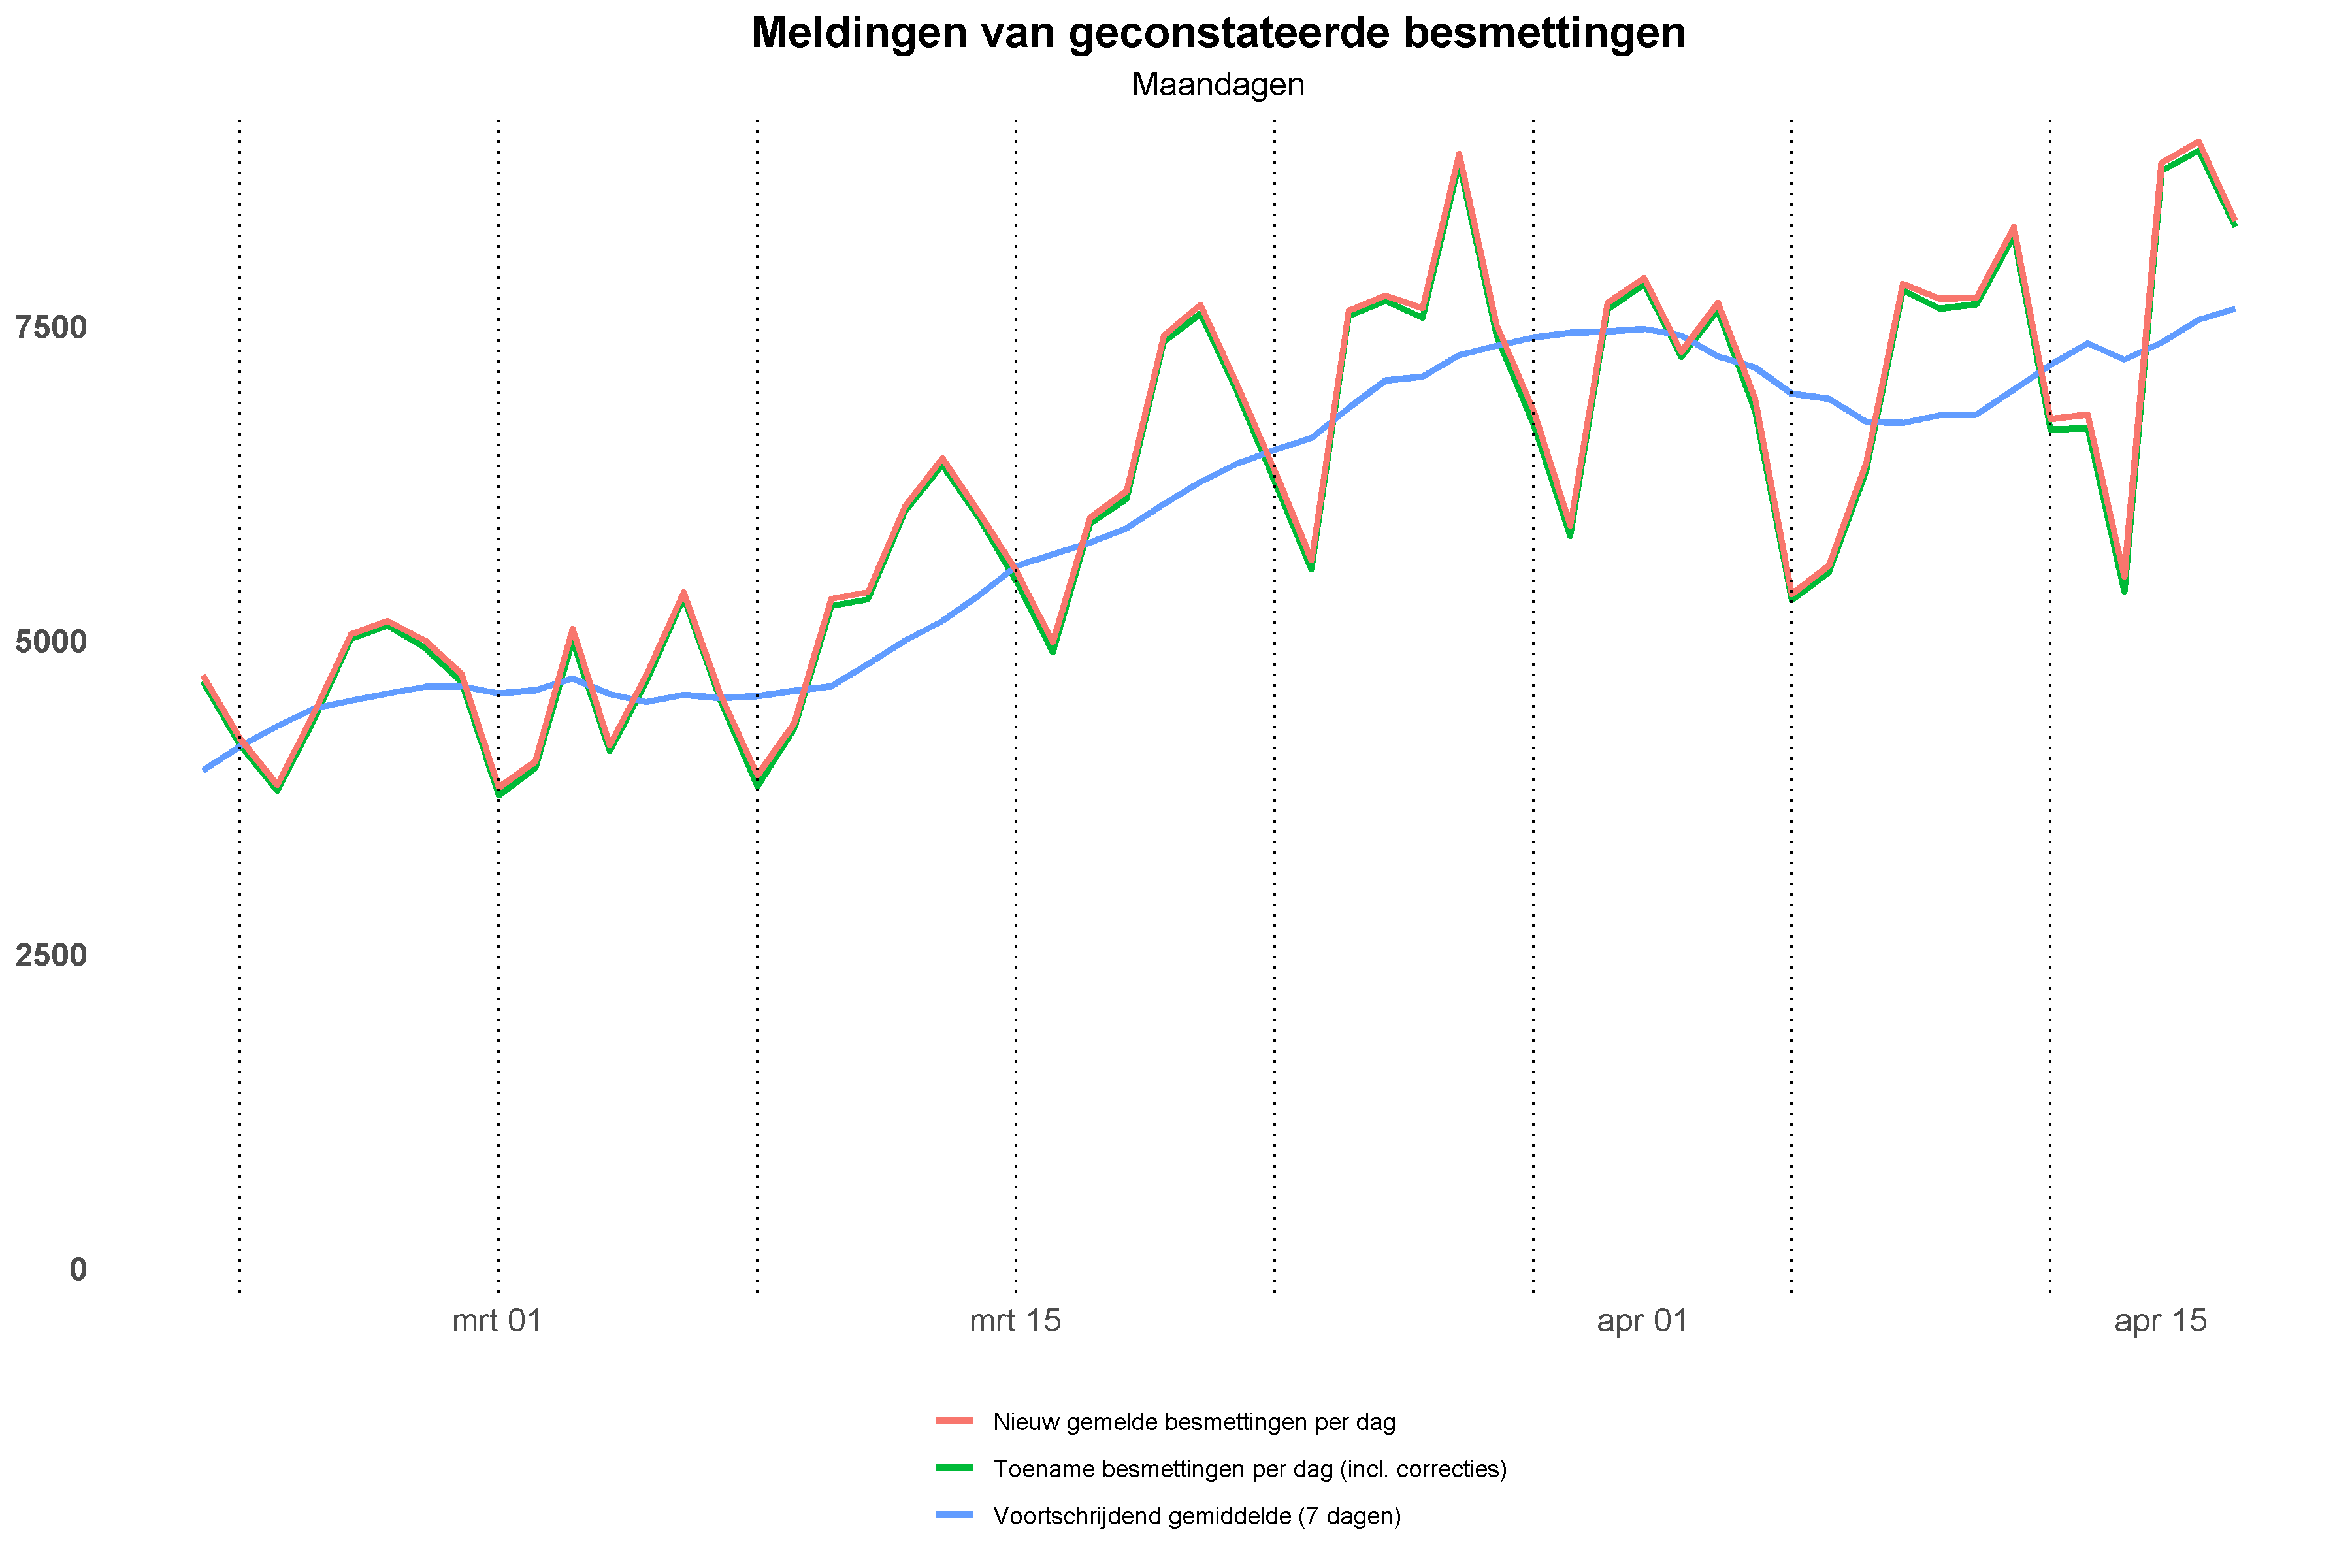 Meldingen van geconstateerde besmettingen
Maandagen
7500
5000
2500
0
mrt 01
mrt 15
apr 01
apr 15
Nieuw gemelde besmettingen per dag
Toename besmettingen per dag (incl. correcties)
Voortschrijdend gemiddelde (7 dagen)